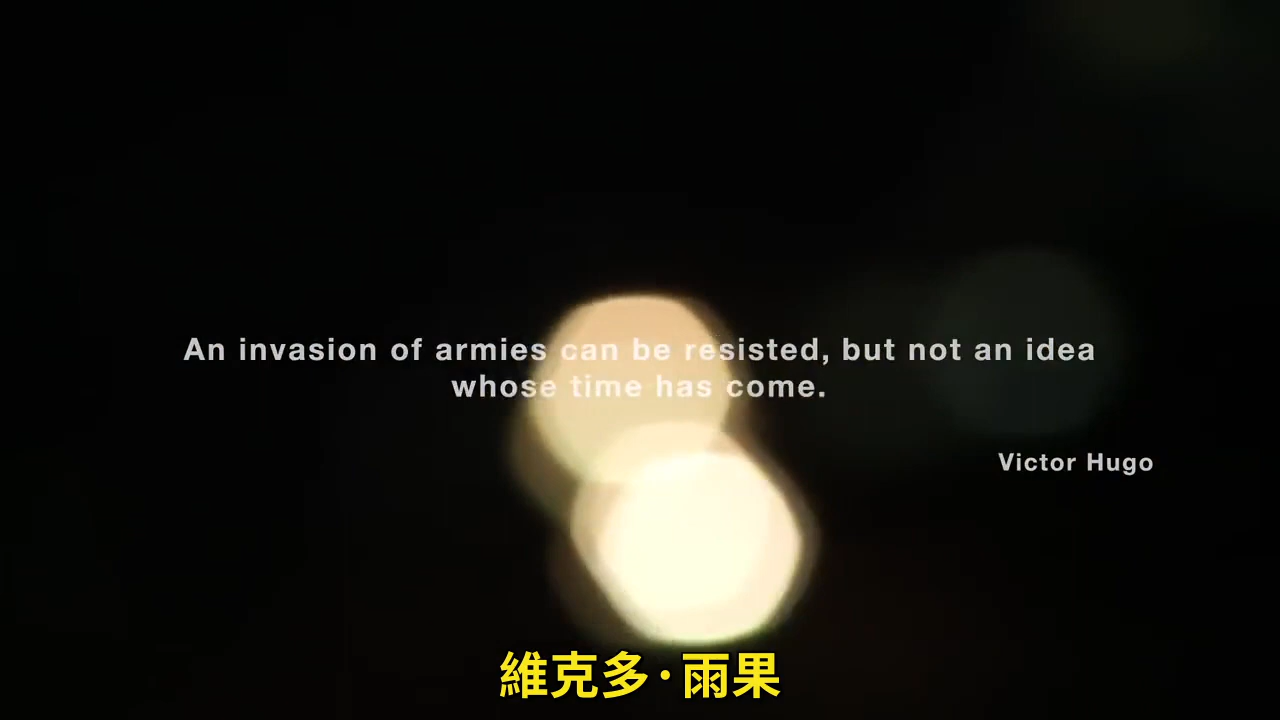 An invasion of armies can be resisted, but not an idea
whose time has come.
Victor Hugo
維克多·雨果